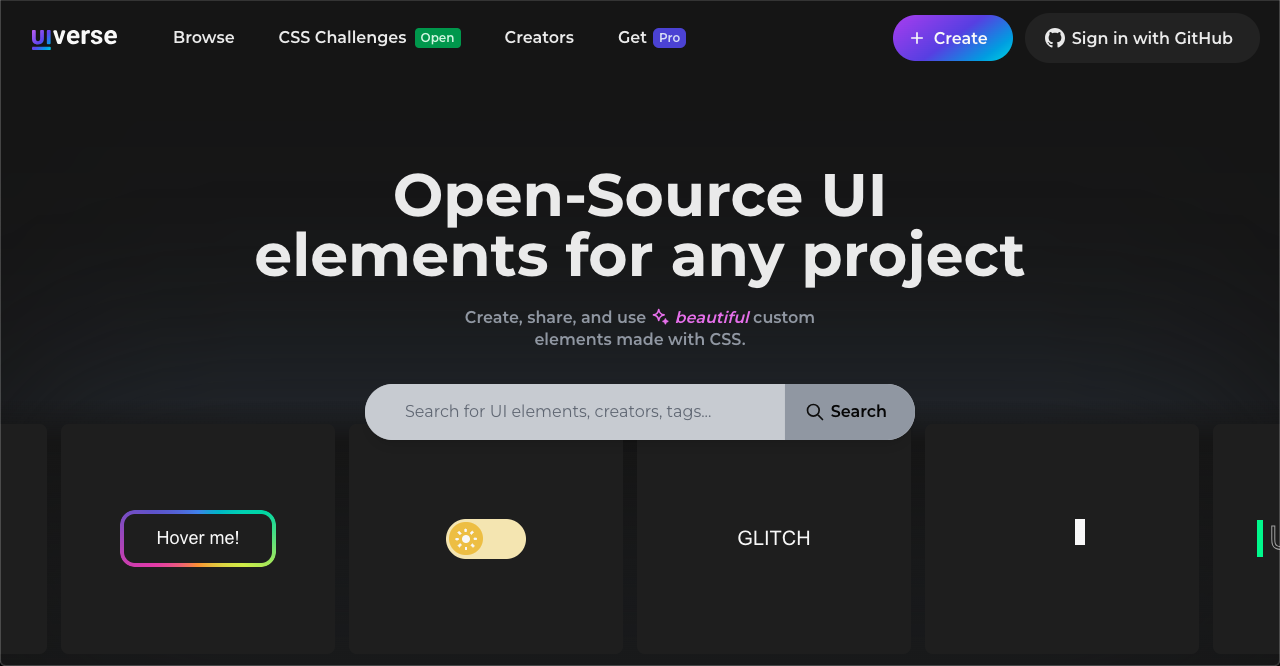 uiverse
Browse
CSS Challenges Open
Creators
Get Pro
+ Create
Sign in with GitHub
Open-Source UI
elements for any project
Create, share, and use beautiful custom
elements made with CSS.
Search for UI elements, creators, tags...
Search
Hover me!
GLITCH